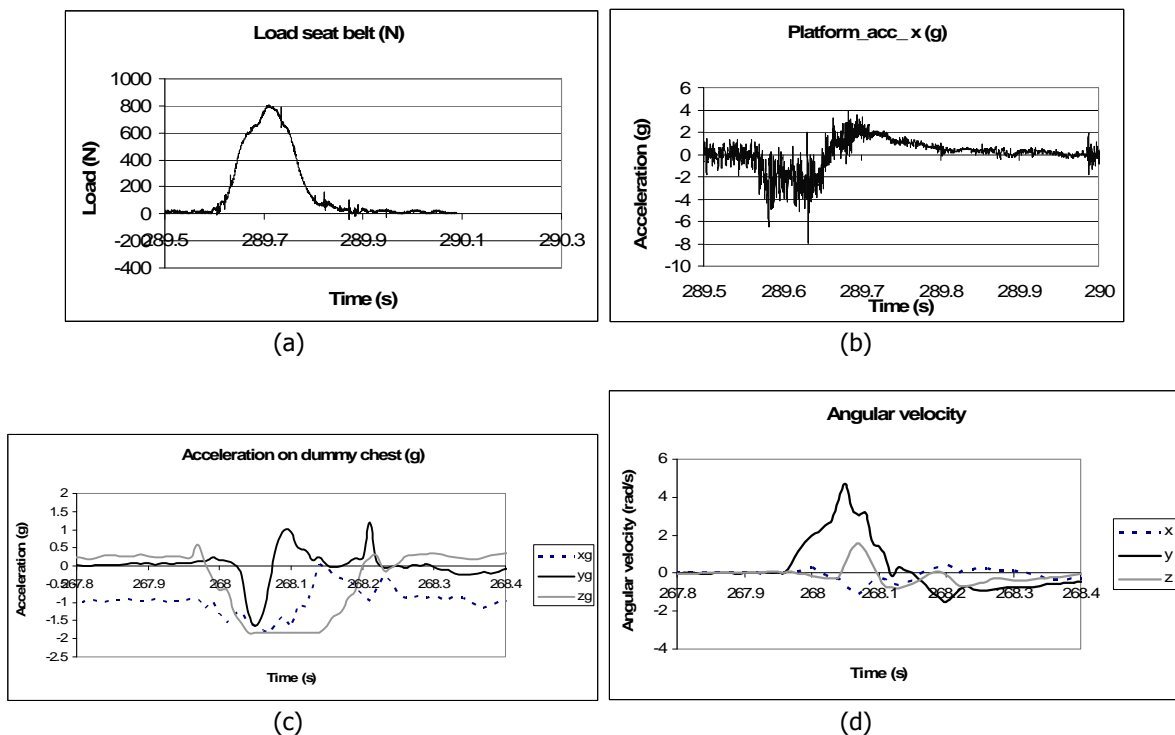 Load seat belt (N)
1000
800
600
400
200
0
-200
-400
289.5
289.7
289.9
290.1
290.3
Load (N)
Time (s)
(a)
Platform_acc_ x (g)
6
4
2
0
-2
-4
-6
-8
-10
289.5
289.6
289.7
289.8
289.9
290
Acceleration (g)
Time (s)
(b)
Acceleration on dummy chest (g)
2
1.5
1
0.5
0
-0.5
-1
-1.5
-2
-2.5
267.8
267.9
268
268.1
268.2
268.3
268.4
Acceleration (g)
Time (s)
xg
yg
zg
(c)
Angular velocity
6
4
2
0
-2
-4
267.8
267.9
268
268.1
268.2
268.3
268.4
Angular velocity (rad/s)
Time (s)
x
y
z
(d)